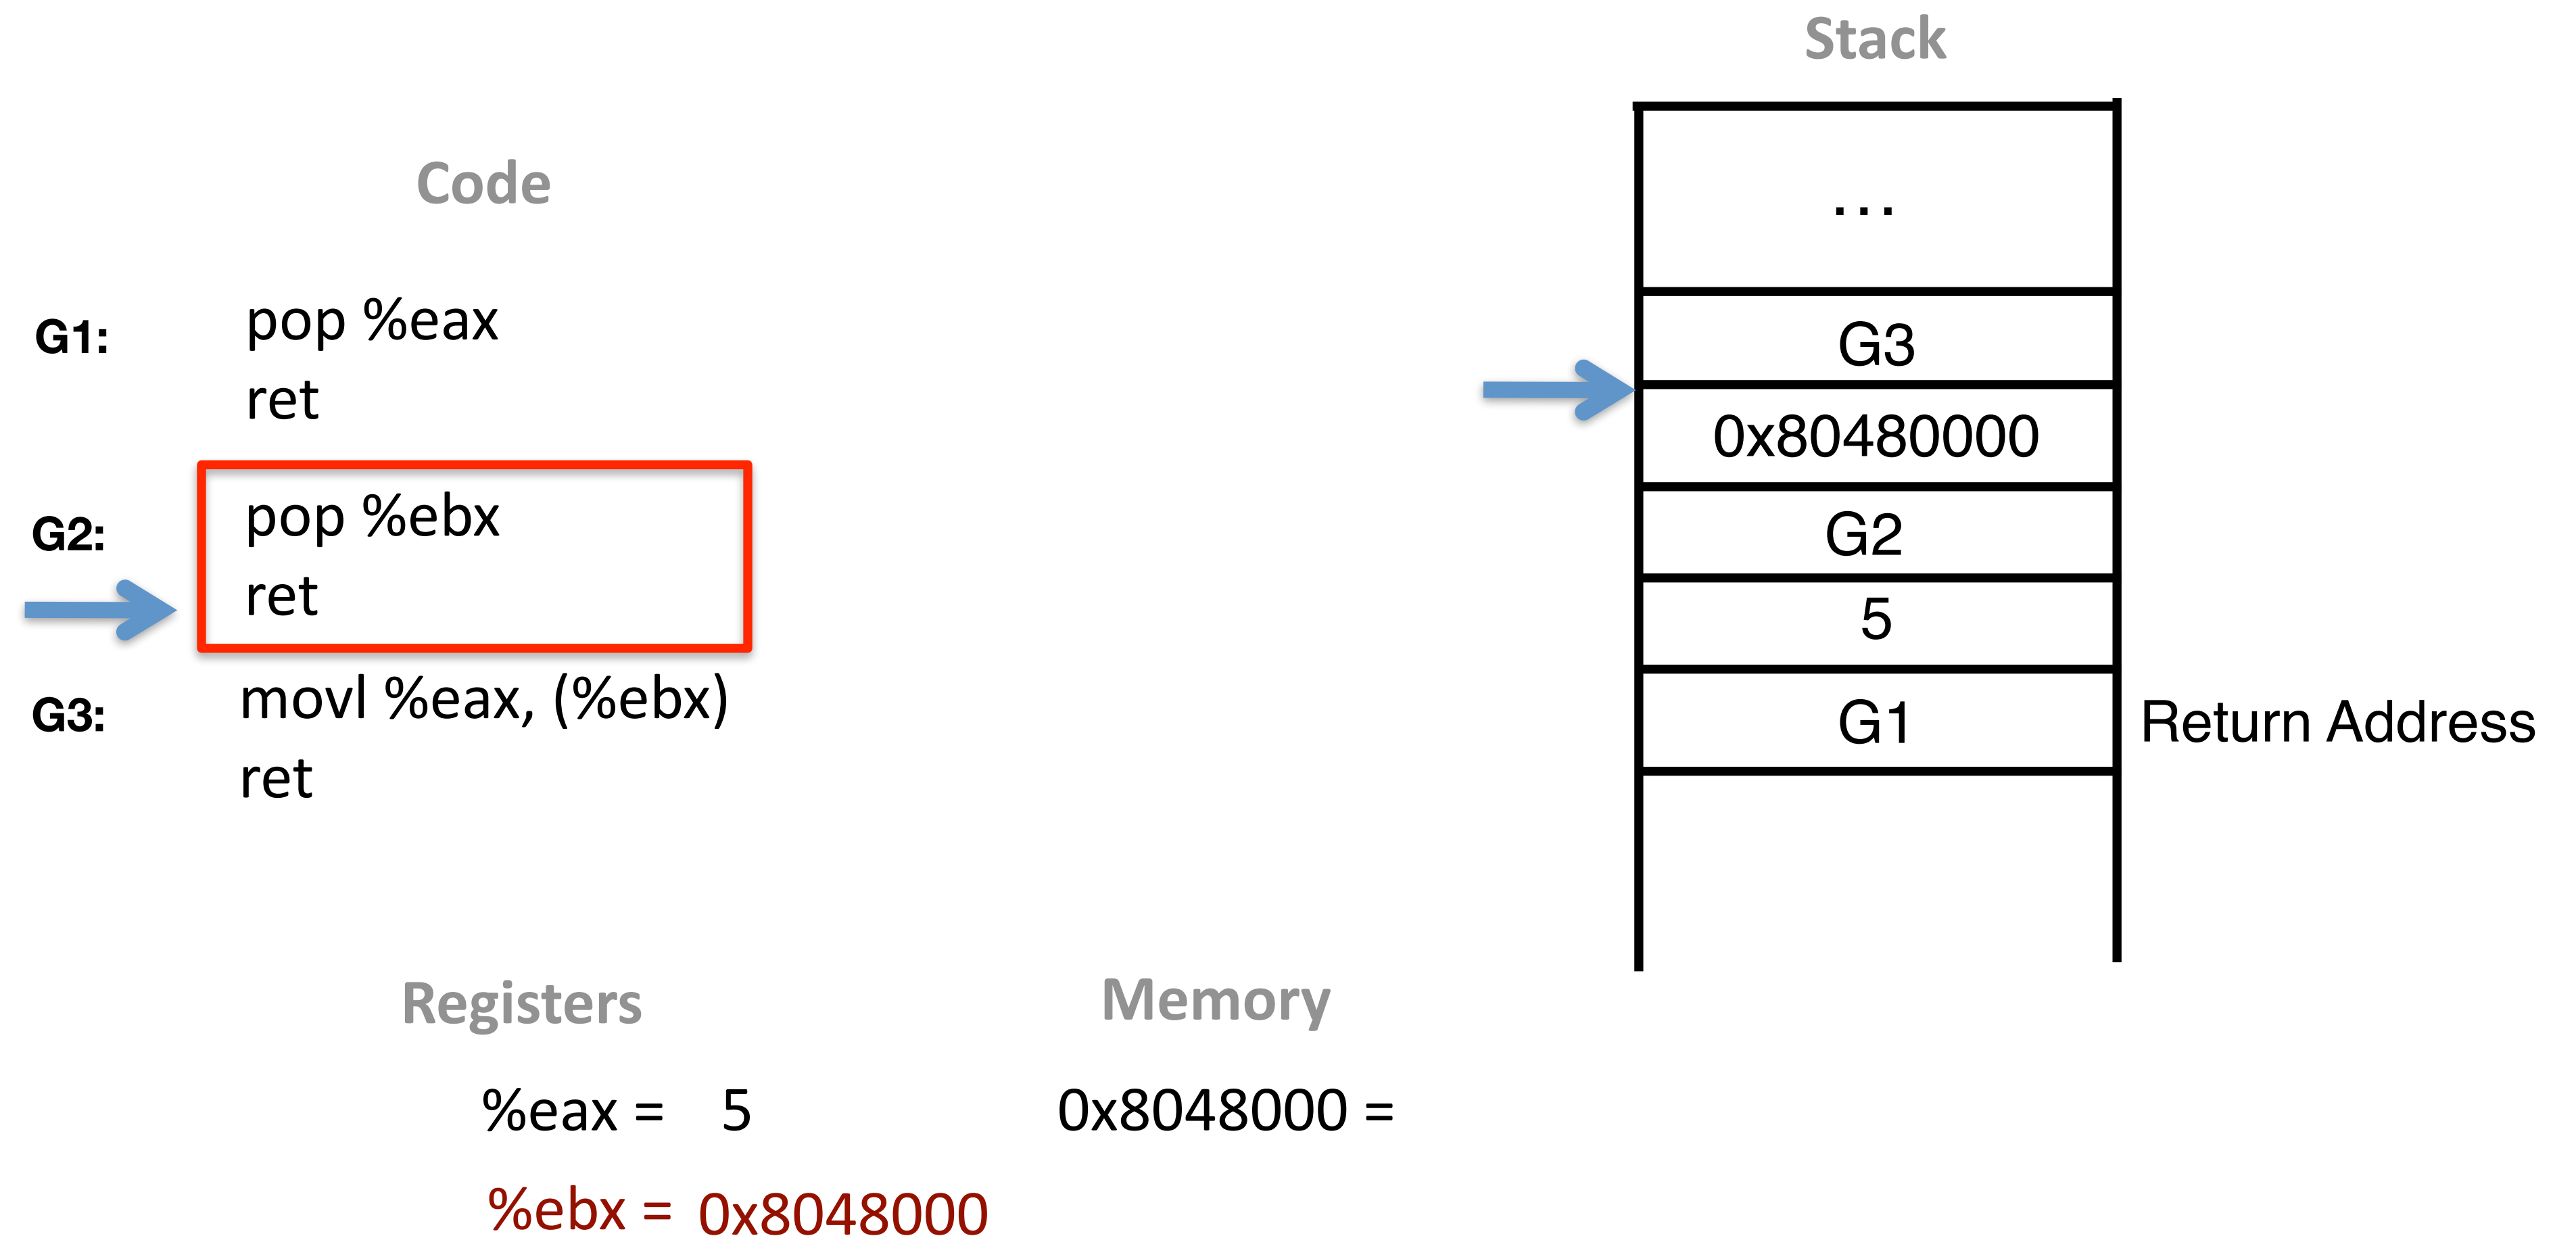 Stack
Code
...
G1:
pop %eax
ret
G2:
pop %ebx
ret
G3:
movl %eax, (%ebx)
ret
G3
0x80480000
G2
5
G1
Return Address
Registers
%eax = 5
%ebx = 0x8048000
Memory
0x8048000 =